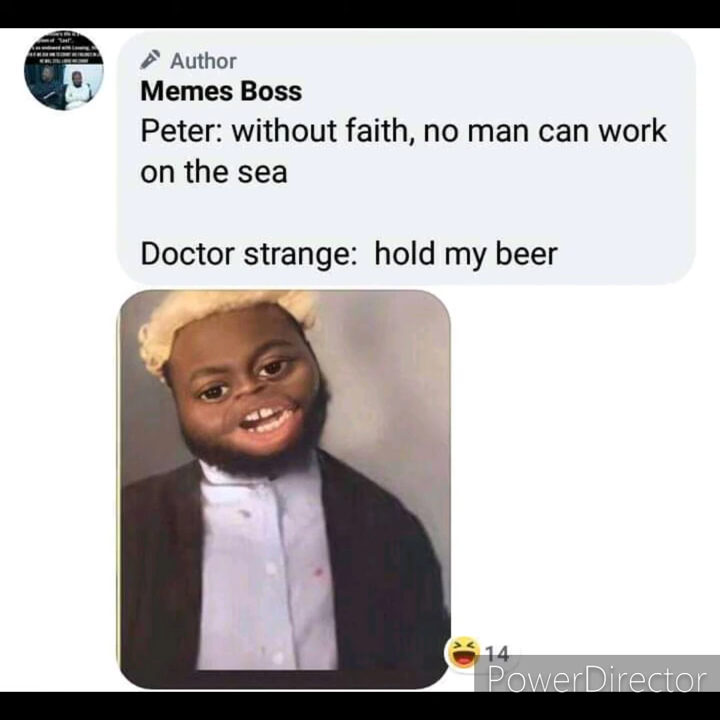 Author
Memes Boss
Peter: without faith, no man can work
on the sea
Doctor strange: hold my beer
14
PowerDirector